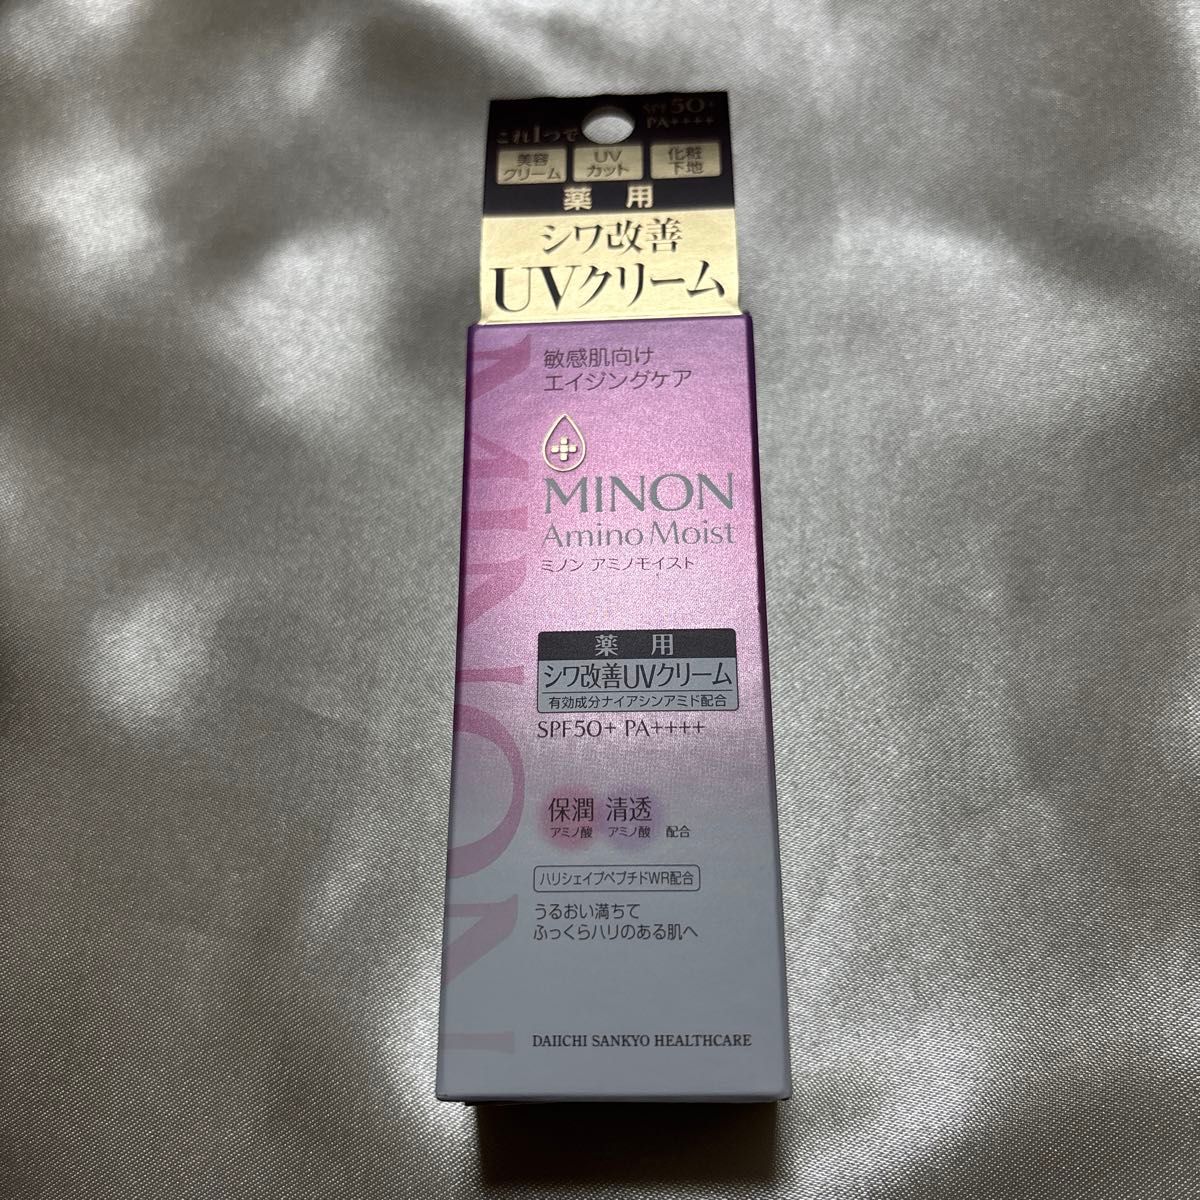 SPF50+
PA++++
これ1つで
美容
クリーム
UV
カット
化粧
下地
薬用
シワ改善
UVクリーム
敏感肌向け
エイジングケア
MINON
Amino Moist
ミノン アミノモイスト
薬用
シワ改善UVクリーム
有効成分ナイアシンアミド配合
SPF50+ PA++++
保潤 清透
アミノ酸 アミノ酸 配合
ハリシェイプペプチドWR配合
うるおい満ちて
ふっくらハリのある肌へ
DAIICHI SANKYO HEALTHCARE
MINON